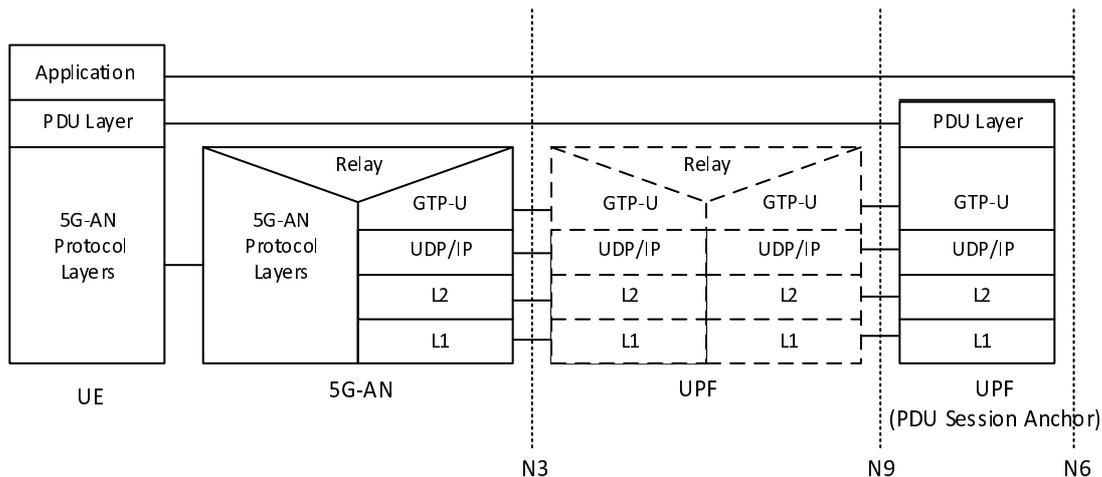 Application
PDU Layer
5G-AN
Protocol
Layers
UE
Relay
5G-AN
Protocol
Layers
GTP-U
UDP/IP
L2
L1
5G-AN
N3
Relay
GTP-U
GTP-U
UDP/IP
UDP/IP
L2
L2
L1
L1
UPF
N9
PDU Layer
GTP-U
UDP/IP
L2
L1
UPF
(PDU Session Anchor)
N6